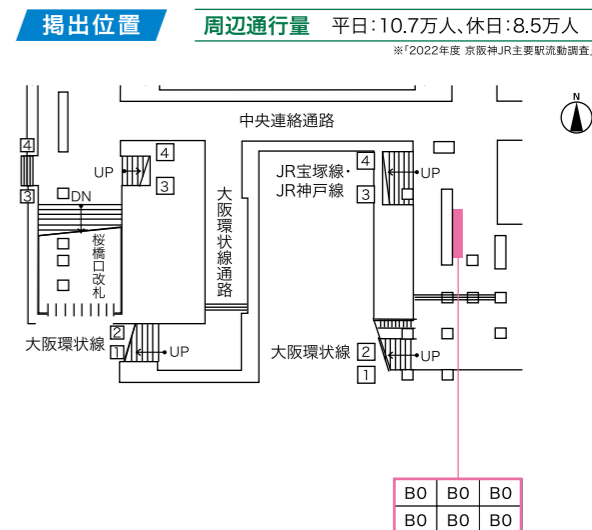 掲出位置
周辺通行量 平日:10.7万人、休日:8.5万人
※「2022年度 京阪神JR主要駅流動調査」
N
中央連絡通路
4
UP
4
3
3
DN
桜橋口改札
大阪環状線通路
JR宝塚線・
JR神戸線
4
3
UP
大阪環状線
2
1
UP
大阪環状線
2
1
UP
B0 B0 B0
B0 B0 B0